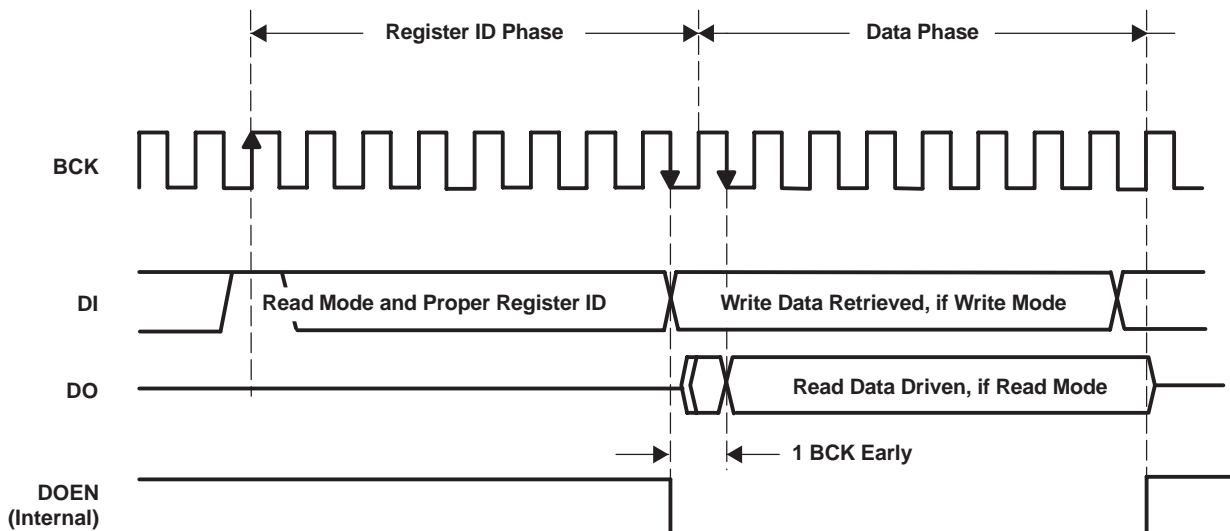 Register ID Phase
Data Phase
BCK
DI
Read Mode and Proper Register ID
Write Data Retrieved, if Write Mode
DO
Read Data Driven, if Read Mode
1 BCK Early
DOEN
(Internal)